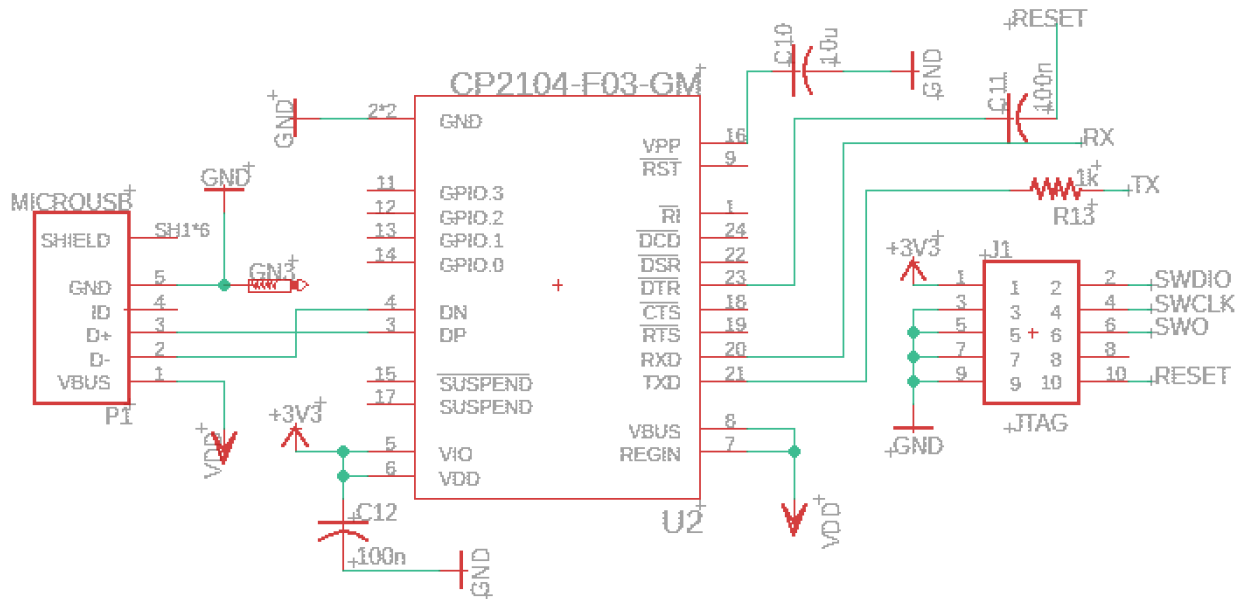 RESET
C10
10u
GND
C11
100n
CP2104-F03-GM
GND
2*2
GND
VPP
16
RX
RST
9
1k
TX
R13
GND
11
GPIO.3
12
GPIO.2
13
GPIO.1
14
GPIO.0
RI
1
DCD
24
DSR
22
DTR
23
CTS
18
RTS
19
RXD
20
TXD
21
MICROUSB
SHIELD
SH1*6
GND
5
GN3
ID
4
D+
3
D-
2
VBUS
1
P1
4
DN
3
DP
15
SUSPEND
17
SUSPEND
+3V3
VDD
5
VIO
6
VDD
VBUS
8
REGIN
7
U2
VDD
C12
100n
GND
+3V3
J1
1
1
2
2
SWDIO
3
3
4
4
SWCLK
5
5
6
6
SWO
7
7
8
8
9
9
10
10
RESET
GND
JTAG